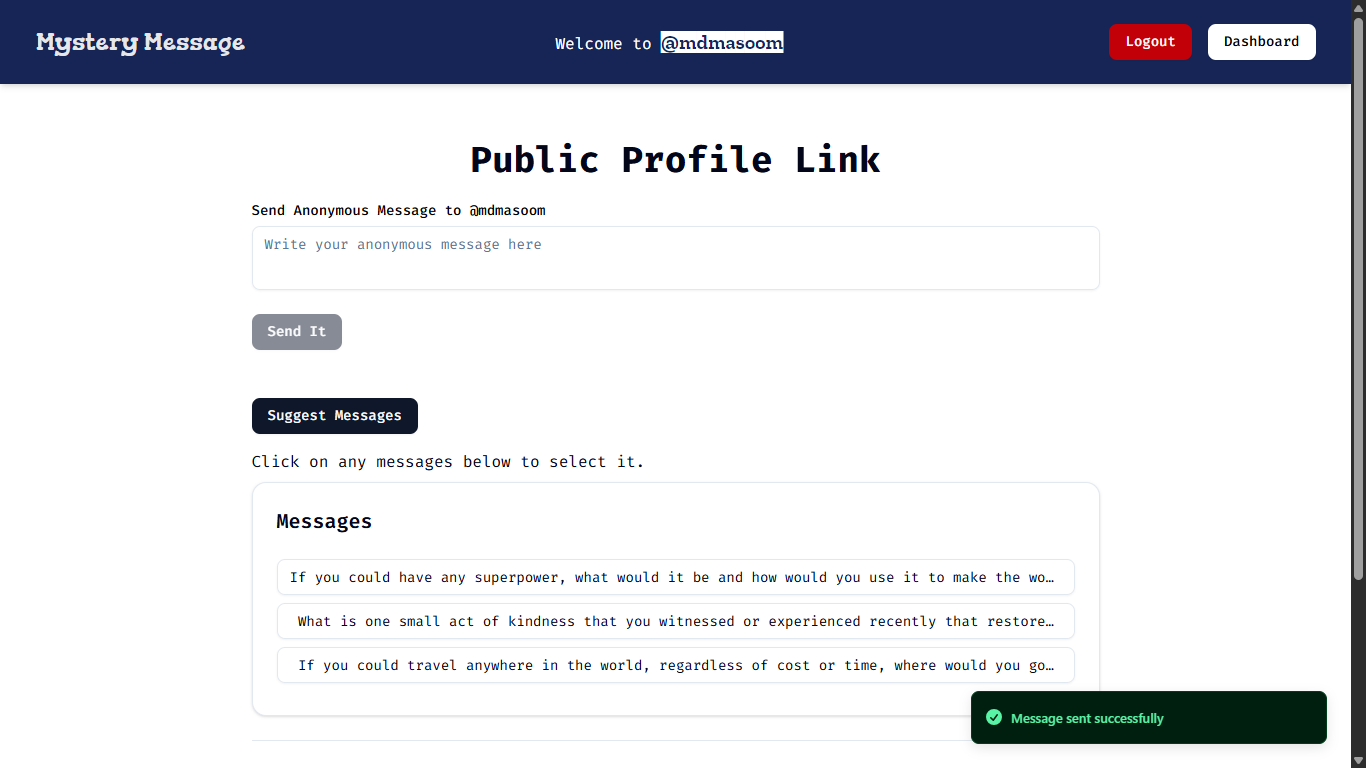 Mystery Message
Welcome to @mdmasoom
Logout
Dashboard
Public Profile Link
Send Anonymous Message to @mdmasoom
Write your anonymous message here
Send It
Suggest Messages
Click on any messages below to select it.
Messages
If you could have any superpower, what would it be and how would you use it to make the wo…
What is one small act of kindness that you witnessed or experienced recently that restore…
If you could travel anywhere in the world, regardless of cost or time, where would you go…
Message sent successfully